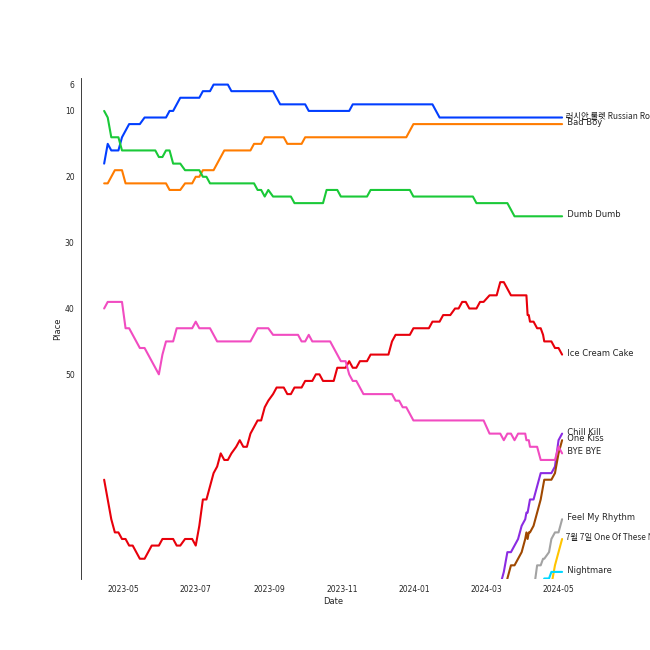 6
10
20
30
40
50
Place
러시안 룰렛 Russian Ro
Bad Boy
Dumb Dumb
Ice Cream Cake
Chill Kill
One Kiss
BYE BYE
Feel My Rhythm
7월 7일 One Of These N
Nightmare
2023-05
2023-07
2023-09
2023-11
2024-01
2024-03
2024-05
Date